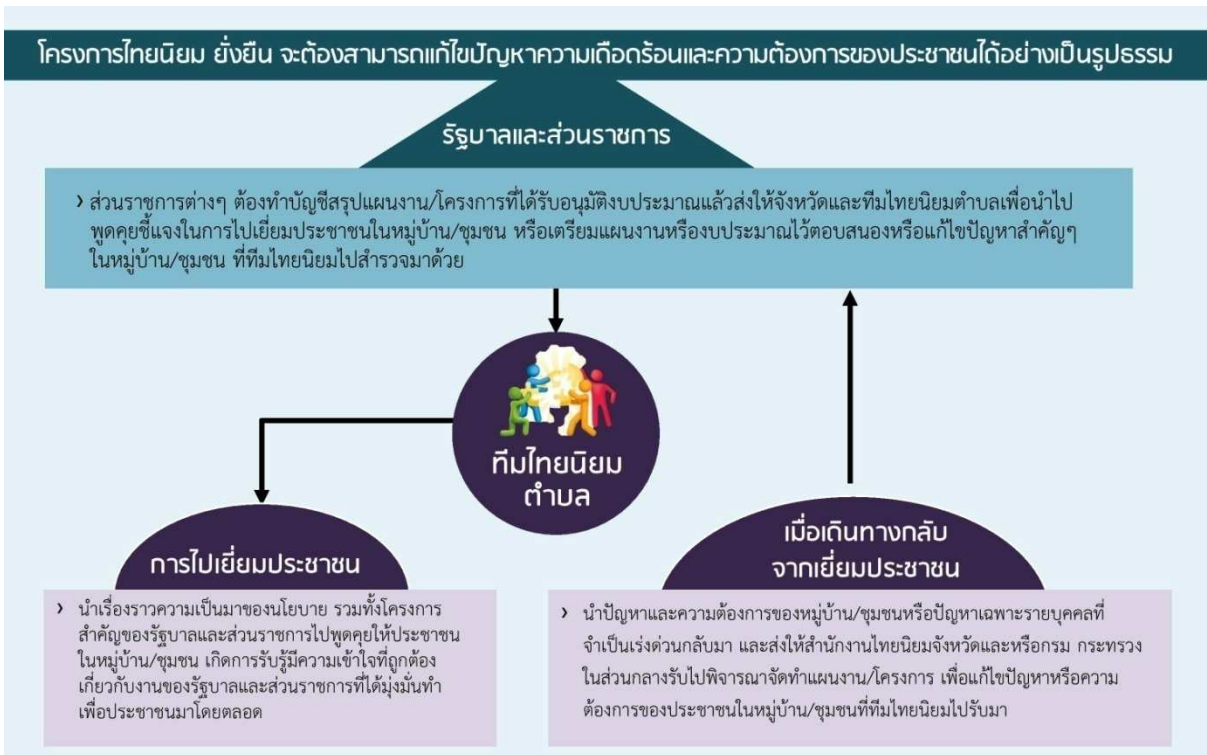 โครงการไทยนิยม ยั่งยืน จะต้องสามารถแก้ไขปัญหาความเดือดร้อนและความต้องการของประชาชนได้อย่างเป็นรูปธรรม
รัฐบาลและส่วนราชการ
› ส่วนราชการต่างๆ ต้องทำบัญชีสรุปแผนงาน/โครงการที่ได้รับอนุมัติงบประมาณแล้วส่งให้จังหวัดและทีมไทยนิยมตำบลเพื่อนำไป
พูดคุยชี้แจงในการไปเยี่ยมประชาชนในหมู่บ้าน/ชุมชน หรือเตรียมแผนงานหรืองบประมาณไว้ตอบสนองหรือแก้ไขปัญหาสำคัญๆ
ในหมู่บ้าน/ชุมชน ที่ทีมไทยนิยมไปสำรวจมาด้วย
ทีมไทยนิยม
ตำบล
การไปเยี่ยมประชาชน
› นำเรื่องราวความเป็นมาของนโยบาย รวมทั้งโครงการ
สำคัญของรัฐบาลและส่วนราชการไปพูดคุยให้ประชาชน
ในหมู่บ้าน/ชุมชน เกิดการรับรู้มีความเข้าใจที่ถูกต้อง
เกี่ยวกับงานของรัฐบาลและส่วนราชการที่ได้มุ่งมั่นทำ
เพื่อประชาชนมาโดยตลอด
เมื่อเดินทางกลับ
จากเยี่ยมประชาชน
› นำปัญหาและความต้องการของหมู่บ้าน/ชุมชนหรือปัญหาเฉพาะรายบุคคลที่
จำเป็นเร่งด่วนกลับมา และส่งให้สำนักงานไทยนิยมจังหวัดและหรือกรม กระทรวง
ในส่วนกลางรับไปพิจารณาจัดทำแผนงาน/โครงการ เพื่อแก้ไขปัญหาหรือความ
ต้องการของประชาชนในหมู่บ้าน/ชุมชนที่ทีมไทยนิยมไปรับมา